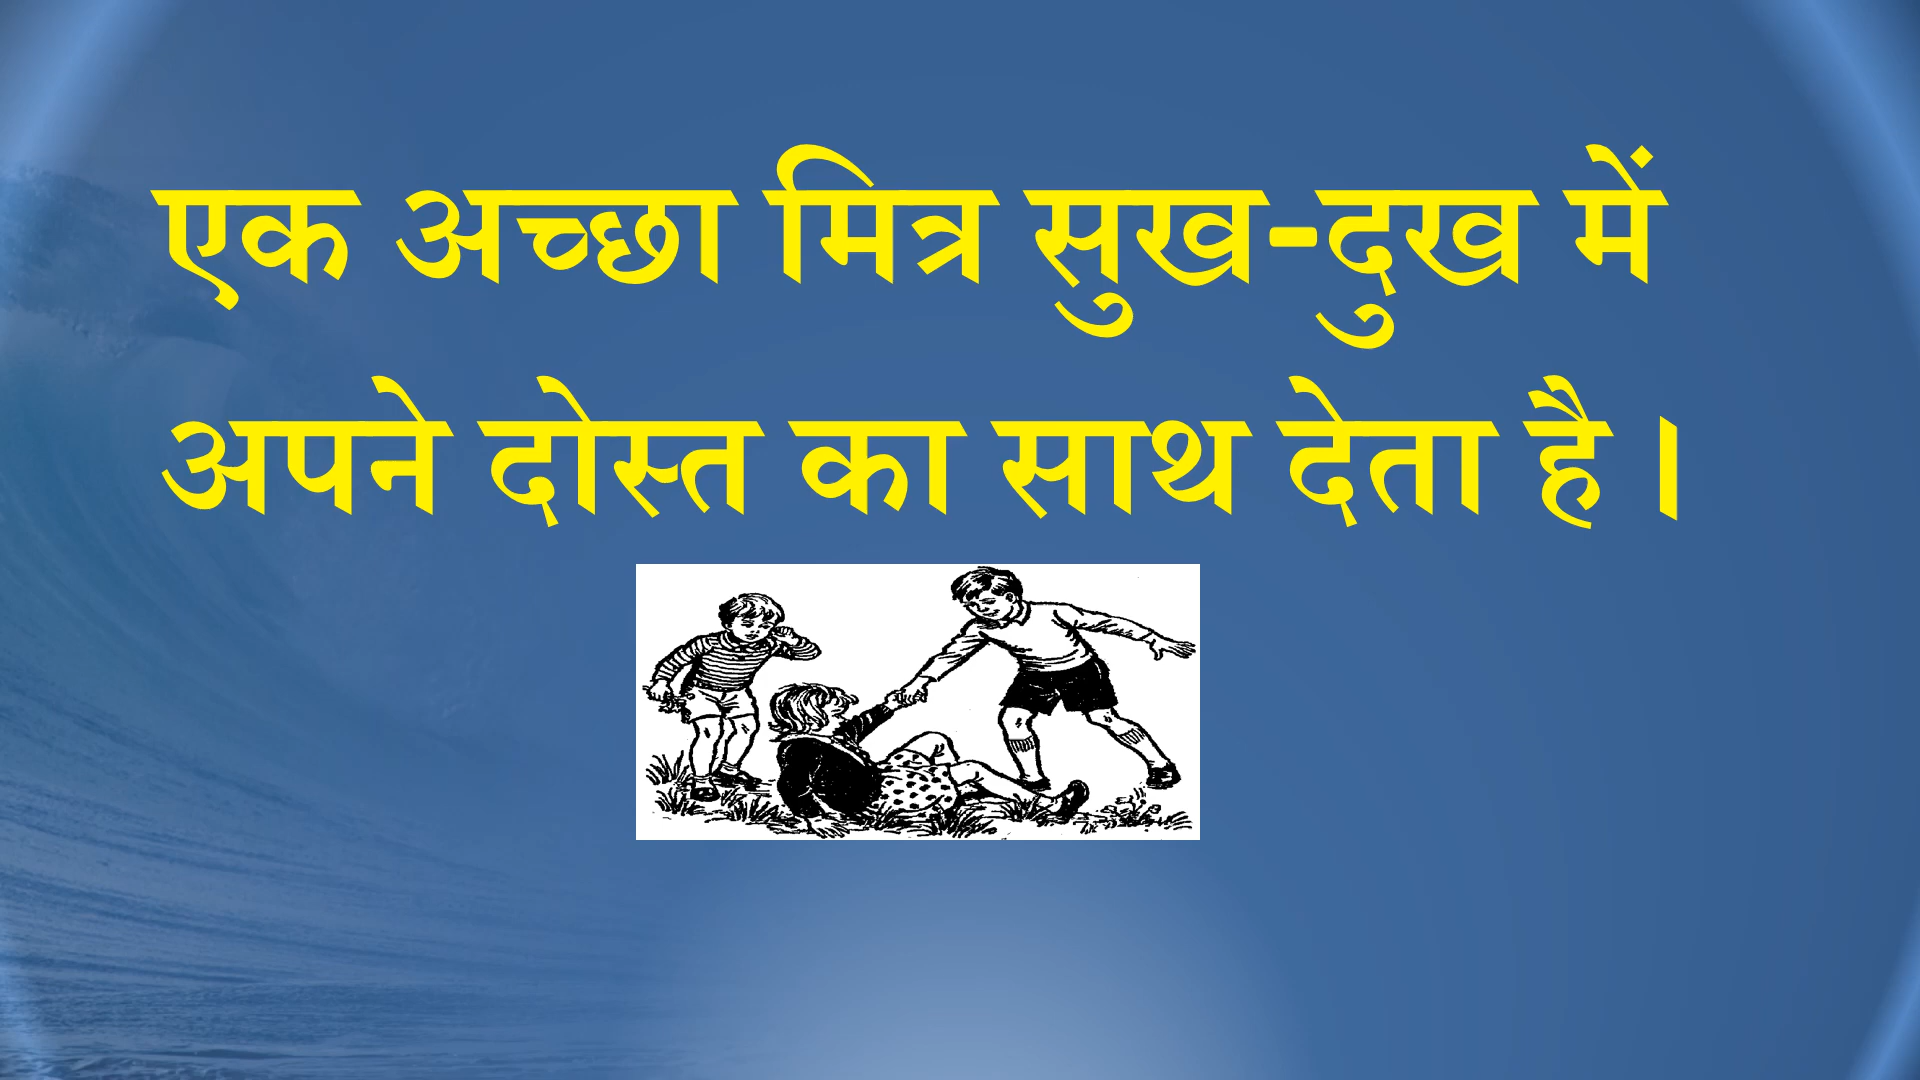 एक अच्छा मित्र सुख-दुख में
अपने दोस्त का साथ देता है ।